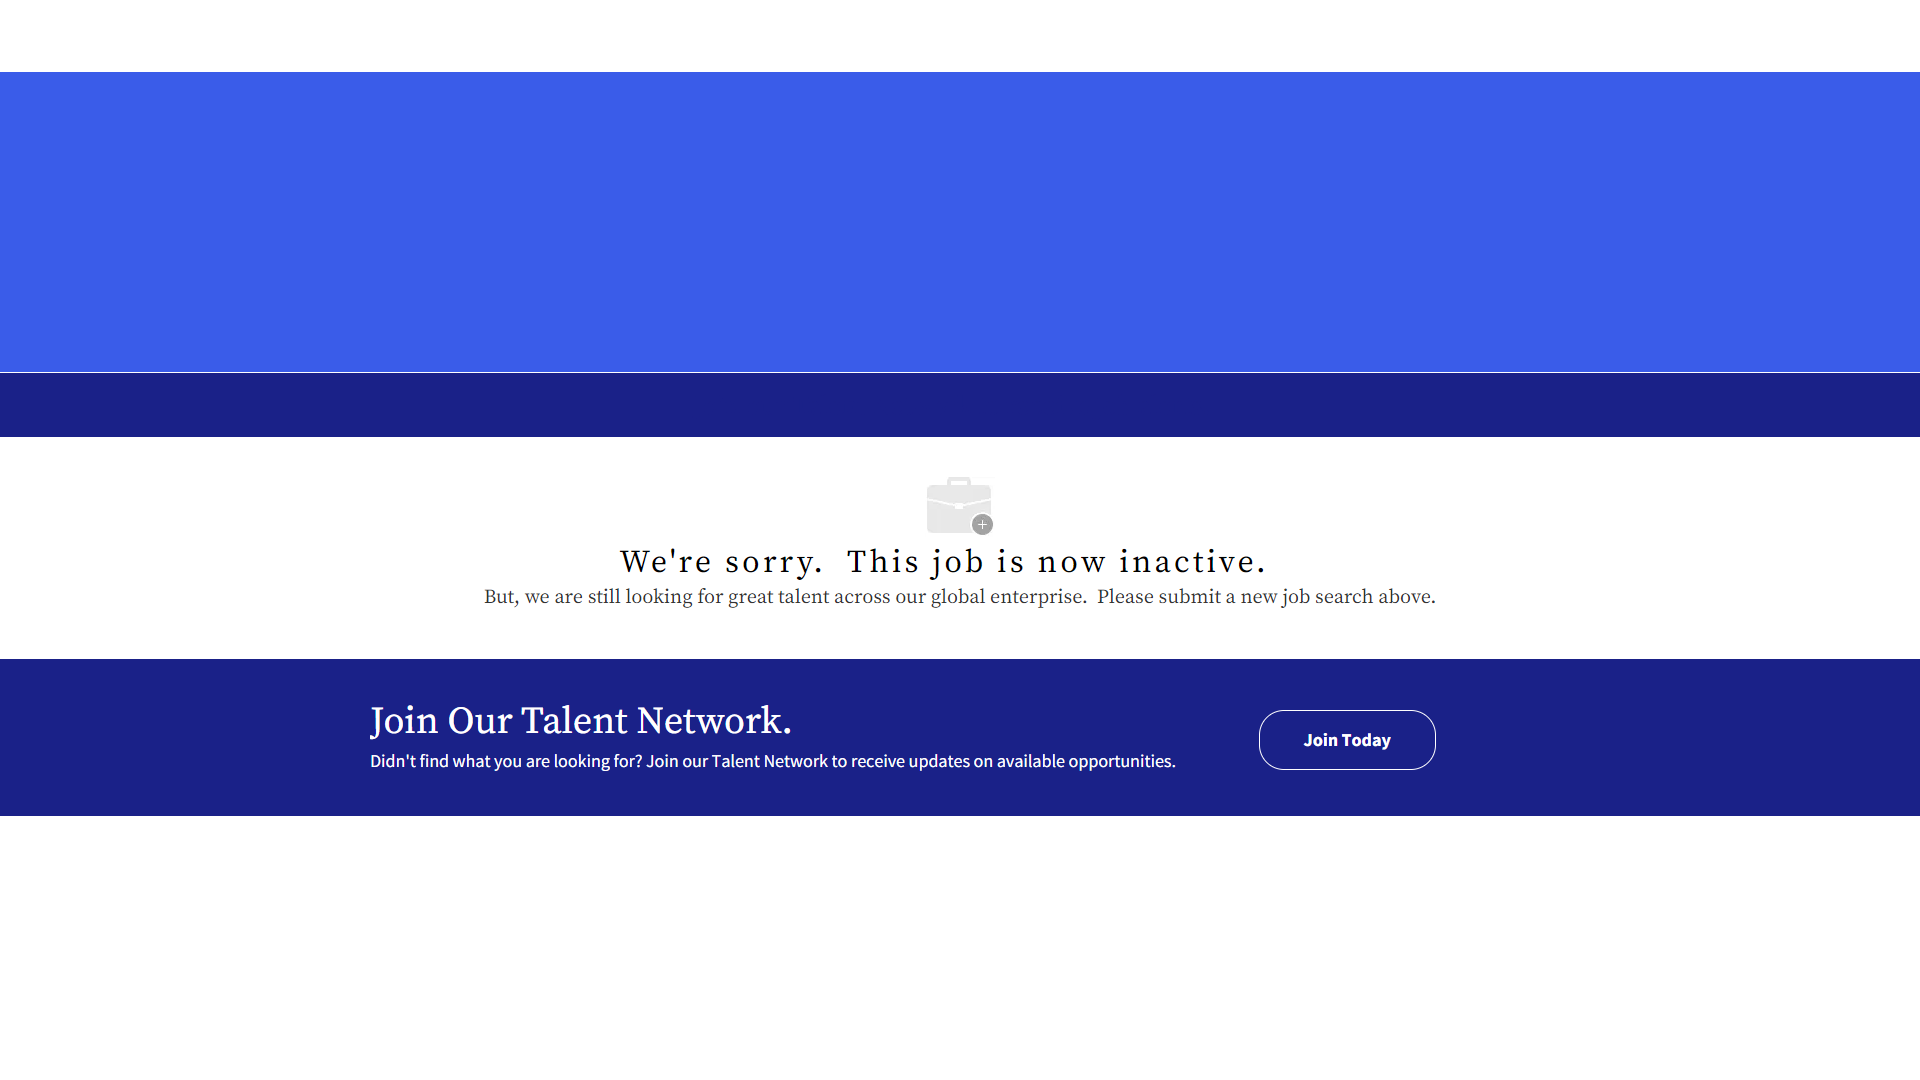 We're sorry.  This job is now inactive.
But, we are still looking for great talent across our global enterprise.  Please submit a new job search above.
Join Our Talent Network.
Didn't find what you are looking for? Join our Talent Network to receive updates on available opportunities.
Join Today